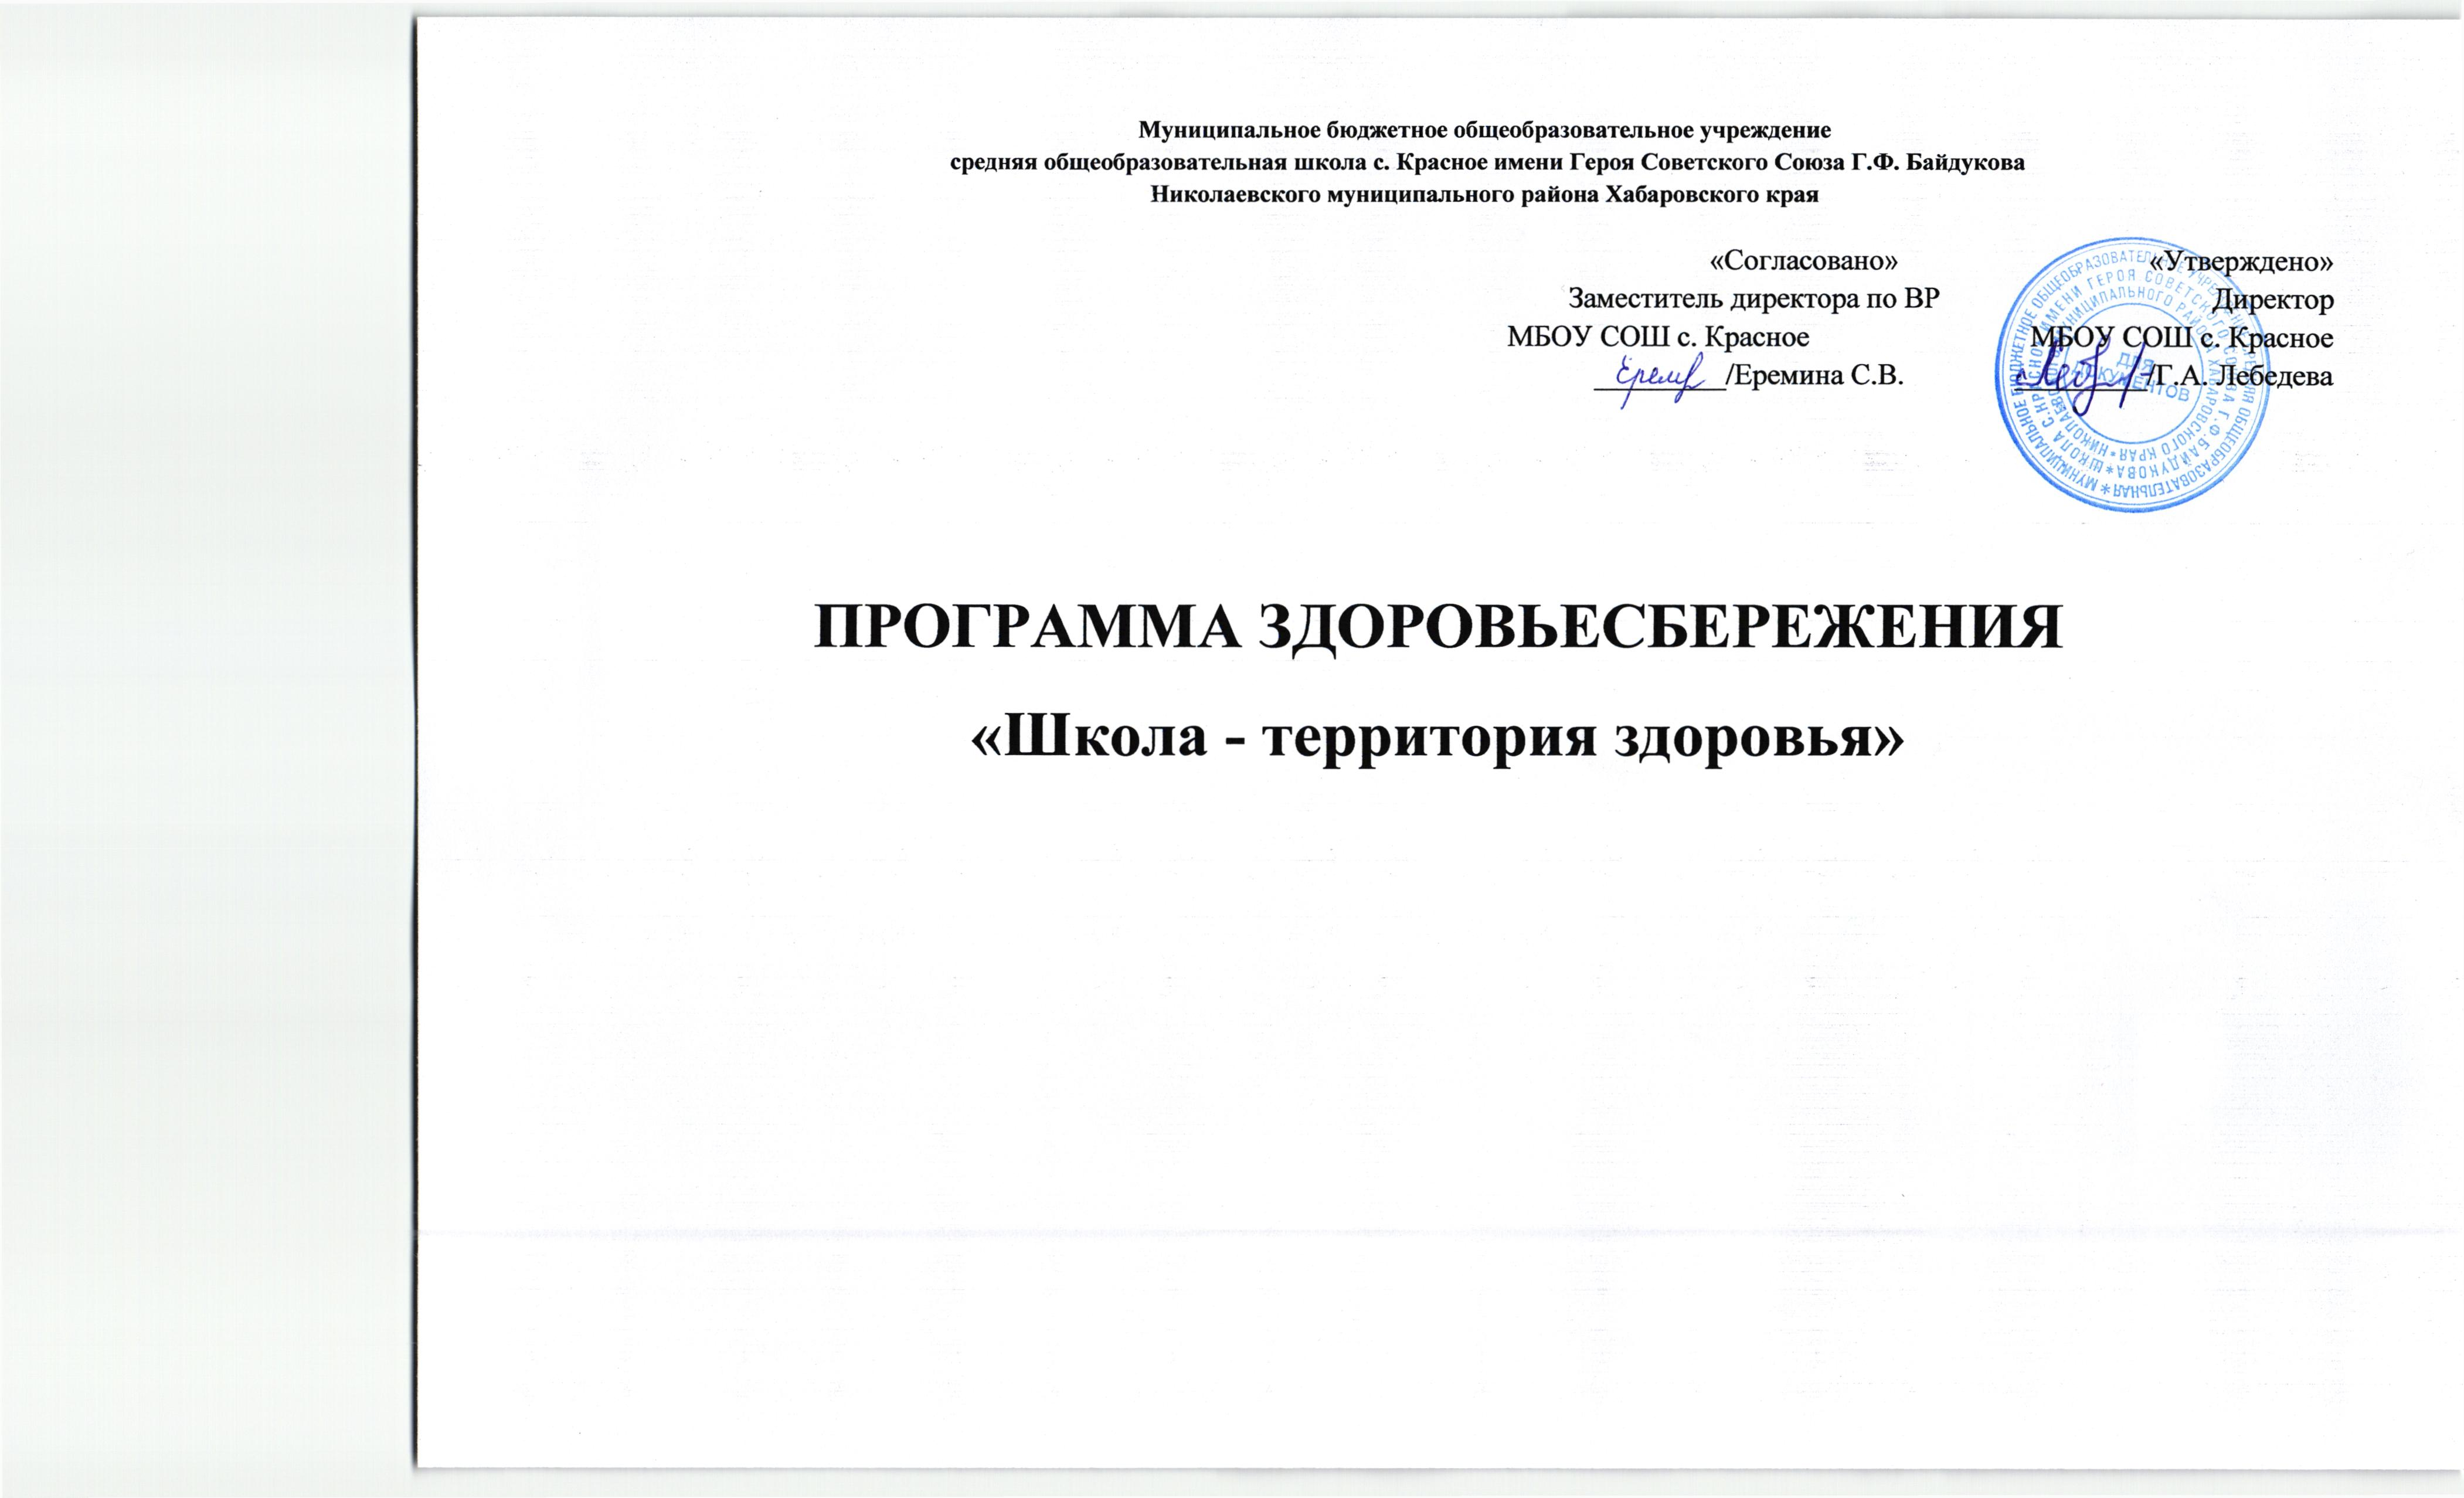 Муниципальное бюджетное общеобразовательное учреждение
средняя общеобразовательная школа с. Красное имени Героя Советского Союза Г.Ф. Байдукова
Николаевского муниципального района Хабаровского края
«Согласовано» «Утверждено»
Заместитель директора по ВР Директор
МБОУ СОШ с. Красное МБОУ СОШ с. Красное
/Еремина С.В. /Г.А. Лебедева
ДЛЯ
ДОКУМЕНТОВ
ПРОГРАММА ЗДОРОВЬЕСБЕРЕЖЕНИЯ
«Школа - территория здоровья»